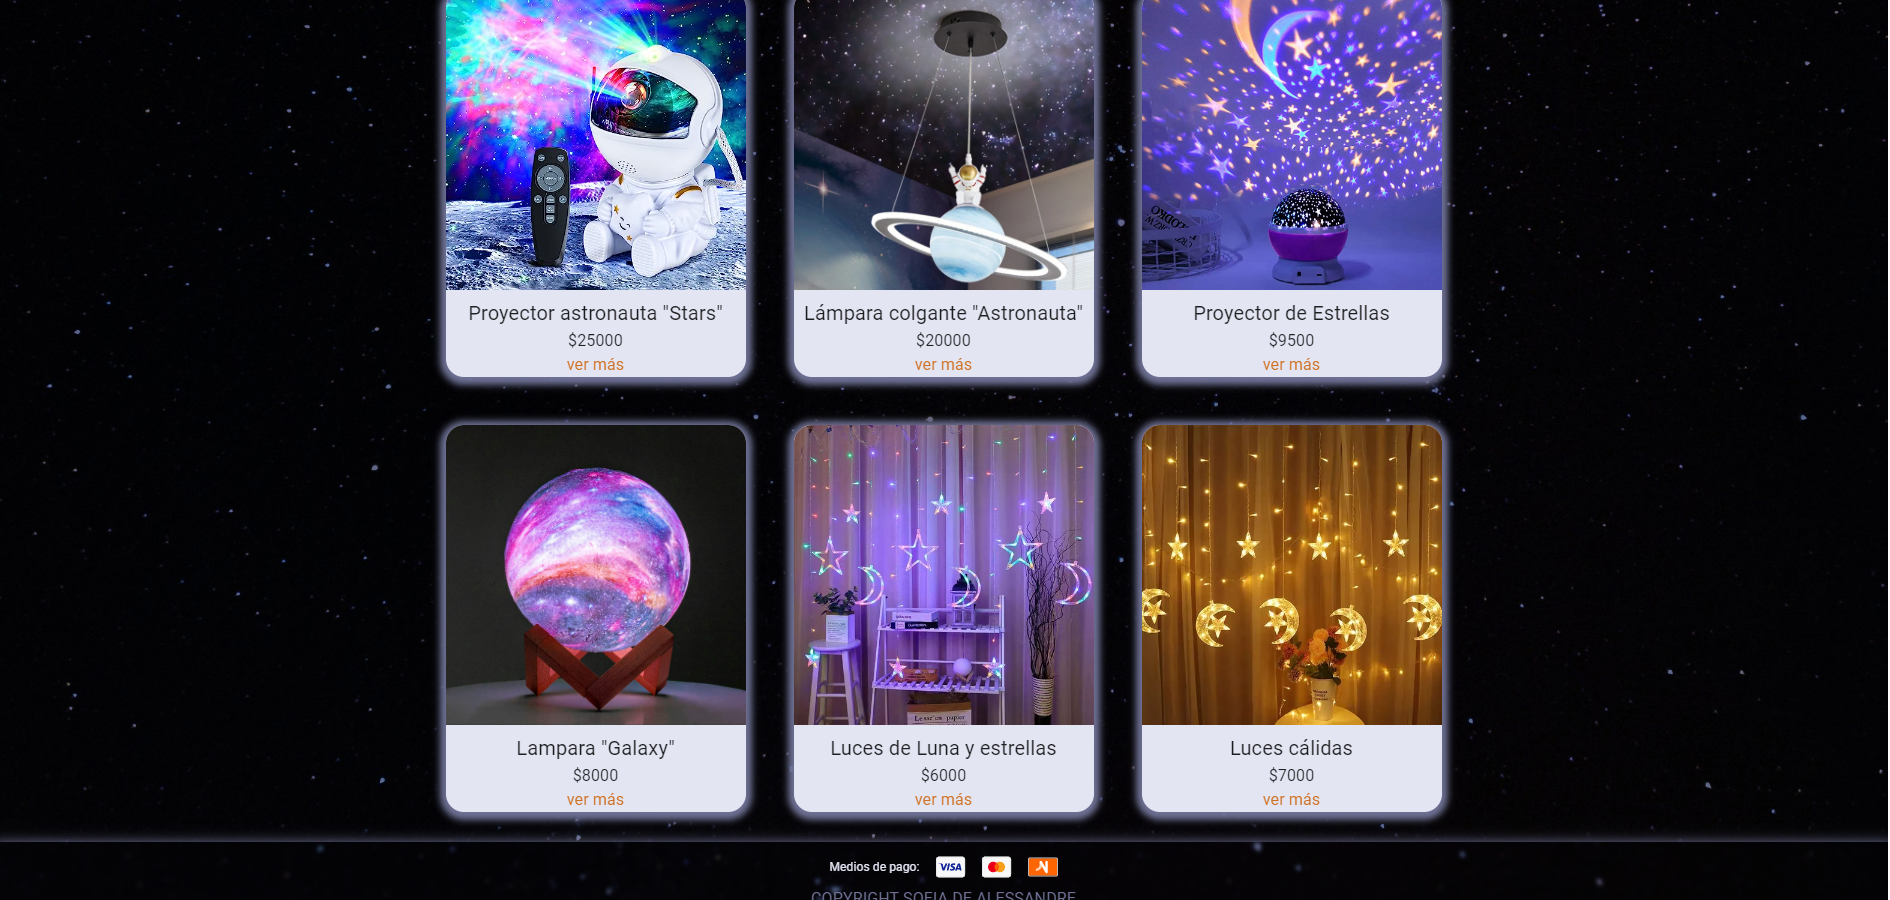 Proyector astronauta "Stars"
$25000
ver más
Lámpara colgante "Astronauta"
$20000
ver más
Proyector de Estrellas
$9500
ver más
Lampara "Galaxy"
$8000
ver más
Luces de Luna y estrellas
$6000
ver más
Luces cálidas
$7000
ver más
Medios de pago:
VISA
COPYRIGHT SOFIA DE ALESSANDRE